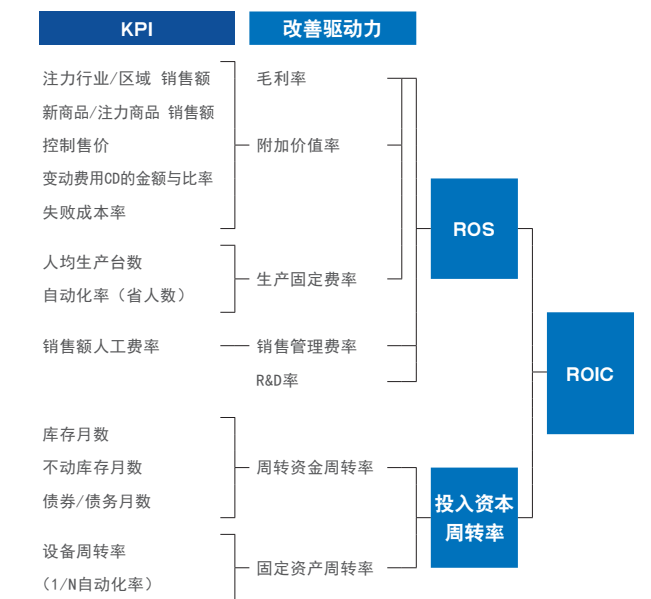 KPI
改善驱动力
注力行业/区域 销售额
新商品/注力商品 销售额
控制售价
变动费用CD的金额与比率
失败成本率
人均生产台数
自动化率（省人数）
销售额人工费率
库存月数
不动库存月数
债券/债务月数
设备周转率
(1/N自动化率)
毛利率
附加价值率
生产固定费率
销售管理费率
R&D率
周转资金周转率
固定资产周转率
ROS
投入资本
周转率
ROIC